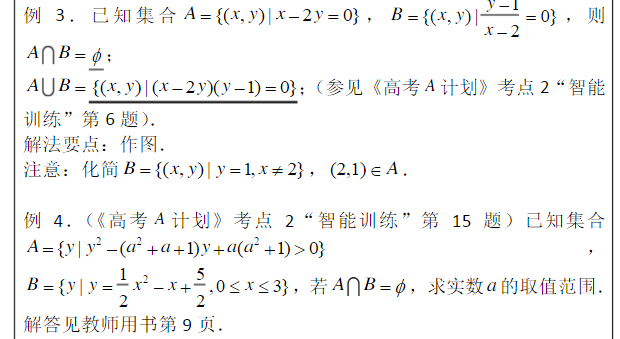 例 3．已知集合 A={(x,y)|x−2y=0}，B={(x,y)|\frac{y−1}{x−2}=0}，则
A⋂B=ϕ；
A⋃B={(x,y)|(x−2y)(y−1)=0}；（参见《高考 A 计划》考点 2“智能
训练”第 6 题）．
解法要点：作图．
注意：化简 B={(x,y)|y=1,x≠2}，(2,1)∈A．
例 4．（《高考 A 计划》考点 2“智能训练”第 15 题）已知集合
A={y|y²−(a²+a+1)y+a(a²+1)>0}，
B={y|y=\frac{1}{2}x²−x+\frac{5}{2},0≤x≤3}，若 A⋂B=ϕ，求实数 a 的取值范围．
解答见教师用书第 9 页．